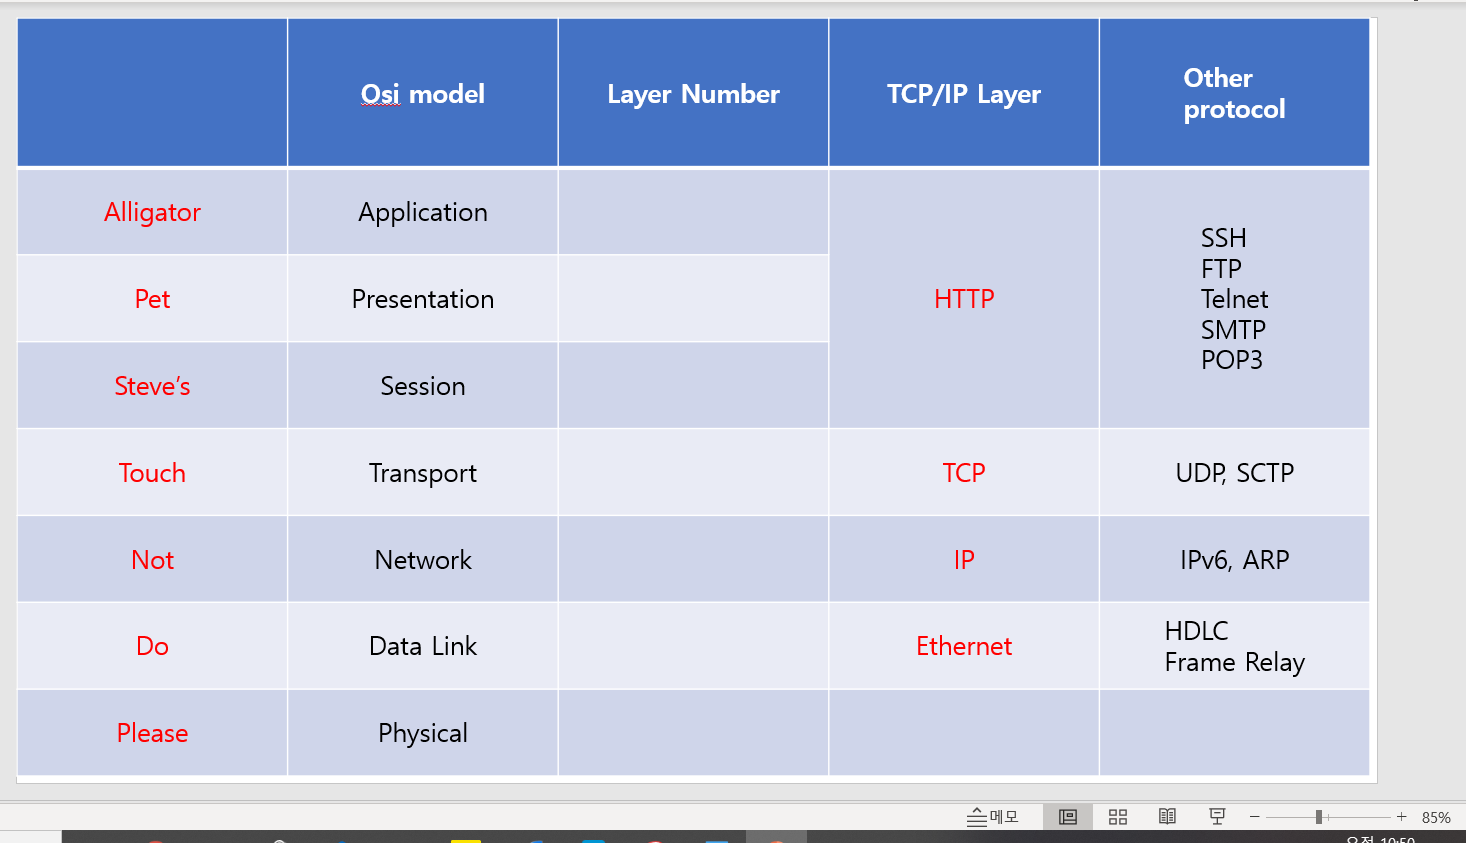 Osi model
Layer Number
TCP/IP Layer
Other
protocol
Alligator
Application
HTTP
SSH
FTP
Telnet
SMTP
POP3
Pet
Presentation
Steve’s
Session
Touch
Transport
TCP
UDP, SCTP
Not
Network
IP
IPv6, ARP
Do
Data Link
Ethernet
HDLC
Frame Relay
Please
Physical
메모
85%